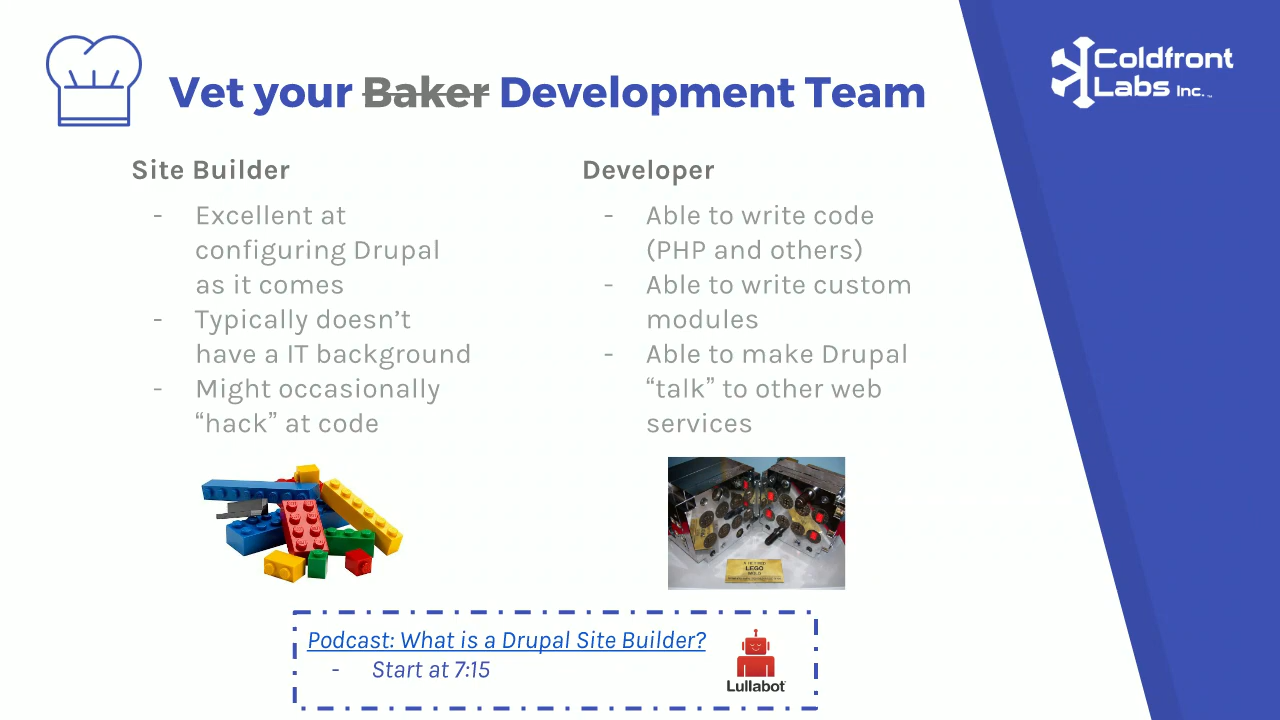 Vet your Baker Development Team
Coldfront
Labs Inc.
Site Builder
- Excellent at
configuring Drupal
as it comes
- Typically doesn’t
have a IT background
- Might occasionally
“hack” at code
Developer
- Able to write code
(PHP and others)
- Able to write custom
modules
- Able to make Drupal
“talk” to other web
services
LEGO
Podcast: What is a Drupal Site Builder?
- Start at 7:15
Lullabot